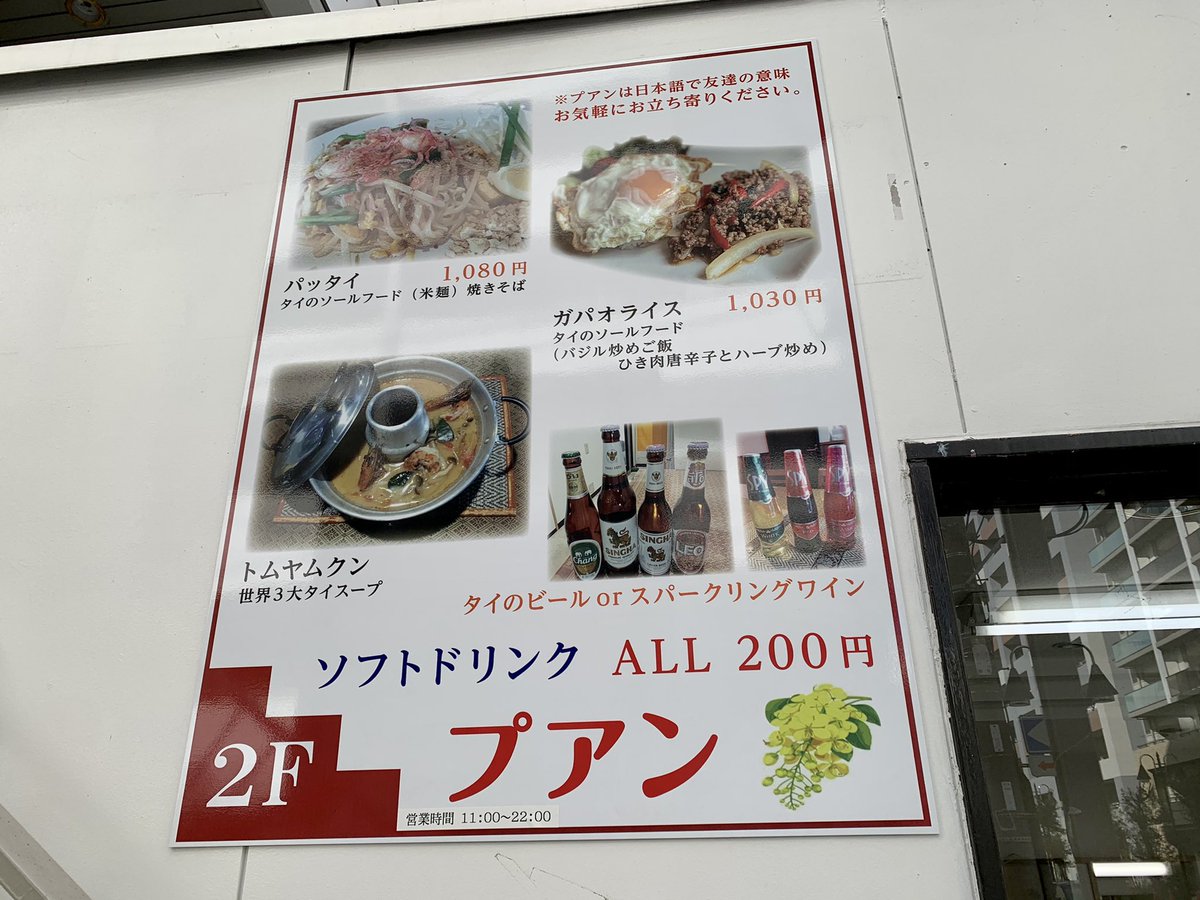 ※プアンは日本語で友達の意味
お気軽にお立ち寄りください。
パッタイ 1,080円
タイのソールフード（米麺）焼きそば
ガパオライス 1,030円
タイのソールフード
（バジル炒めご飯
ひき肉唐辛子とハーブ炒め）
トムヤムクン
世界3大タイスープ
Chang
SINGHA
SINGHA
LEO
SPY
SPY
SPY
タイのビール or スパークリングワイン
ソフトドリンク ALL 200円
2F
プアン
営業時間 11:00～22:00